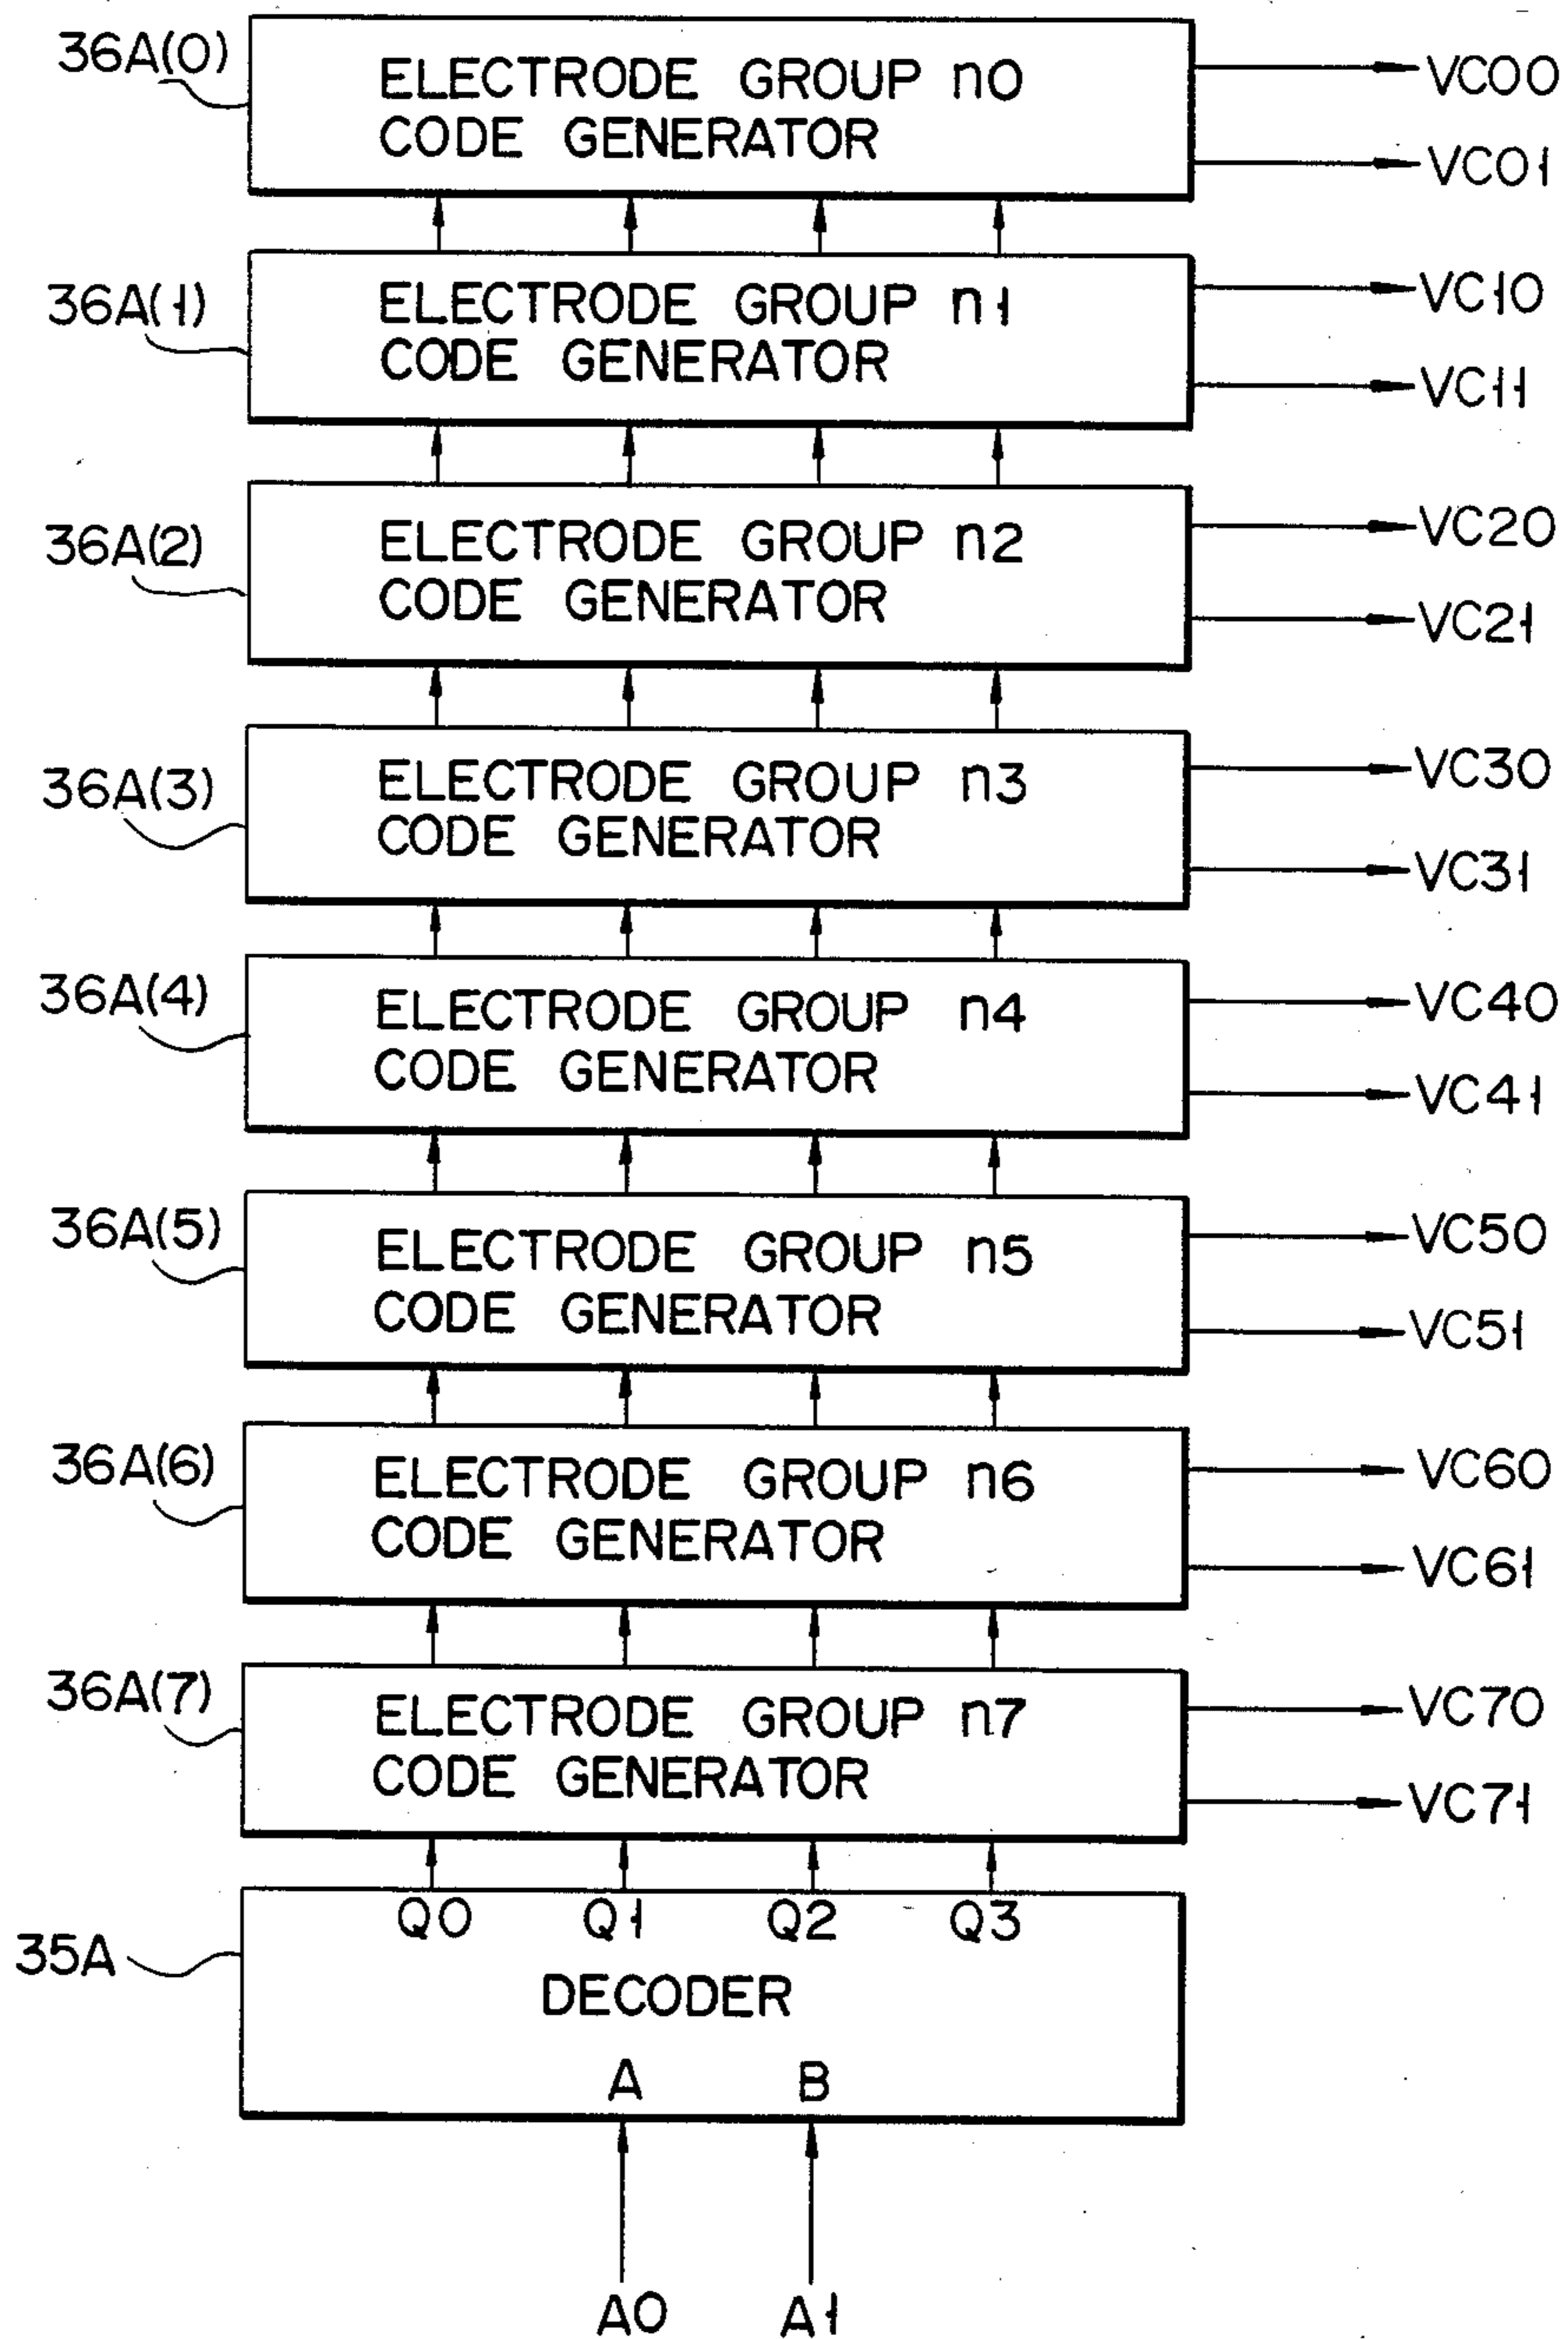 36A(0)
ELECTRODE GROUP n0
CODE GENERATOR
VC00
VC01
36A(1)
ELECTRODE GROUP n1
CODE GENERATOR
VC10
VC11
36A(2)
ELECTRODE GROUP n2
CODE GENERATOR
VC20
VC21
36A(3)
ELECTRODE GROUP n3
CODE GENERATOR
VC30
VC31
36A(4)
ELECTRODE GROUP n4
CODE GENERATOR
VC40
VC41
36A(5)
ELECTRODE GROUP n5
CODE GENERATOR
VC50
VC51
36A(6)
ELECTRODE GROUP n6
CODE GENERATOR
VC60
VC61
36A(7)
ELECTRODE GROUP n7
CODE GENERATOR
VC70
VC71
Q0 Q1 Q2 Q3
35A
DECODER
A B
A0 A1